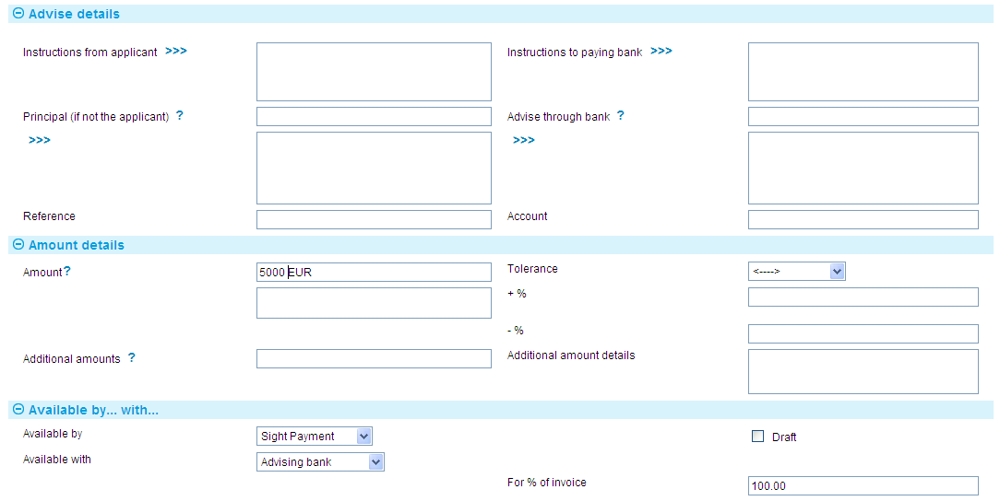 Advise details
Instructions from applicant >>> Instructions to paying bank >>>
Principal (if not the applicant) ? Advise through bank ?
>>> >>>
Reference Account
Amount details
Amount? 5000 EUR Tolerance <---->
+ %
- %
Additional amounts ? Additional amount details
Available by... with...
Available by Sight Payment Draft
Available with Advising bank
For % of invoice 100.00